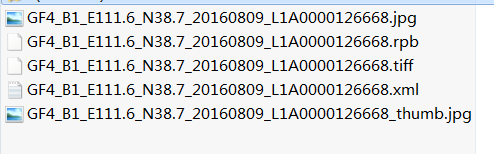 GF4_B1_E111.6_N38.7_20160809_L1A0000126668.jpg
GF4_B1_E111.6_N38.7_20160809_L1A0000126668.rpb
GF4_B1_E111.6_N38.7_20160809_L1A0000126668.tiff
GF4_B1_E111.6_N38.7_20160809_L1A0000126668.xml
GF4_B1_E111.6_N38.7_20160809_L1A0000126668_thumb.jpg